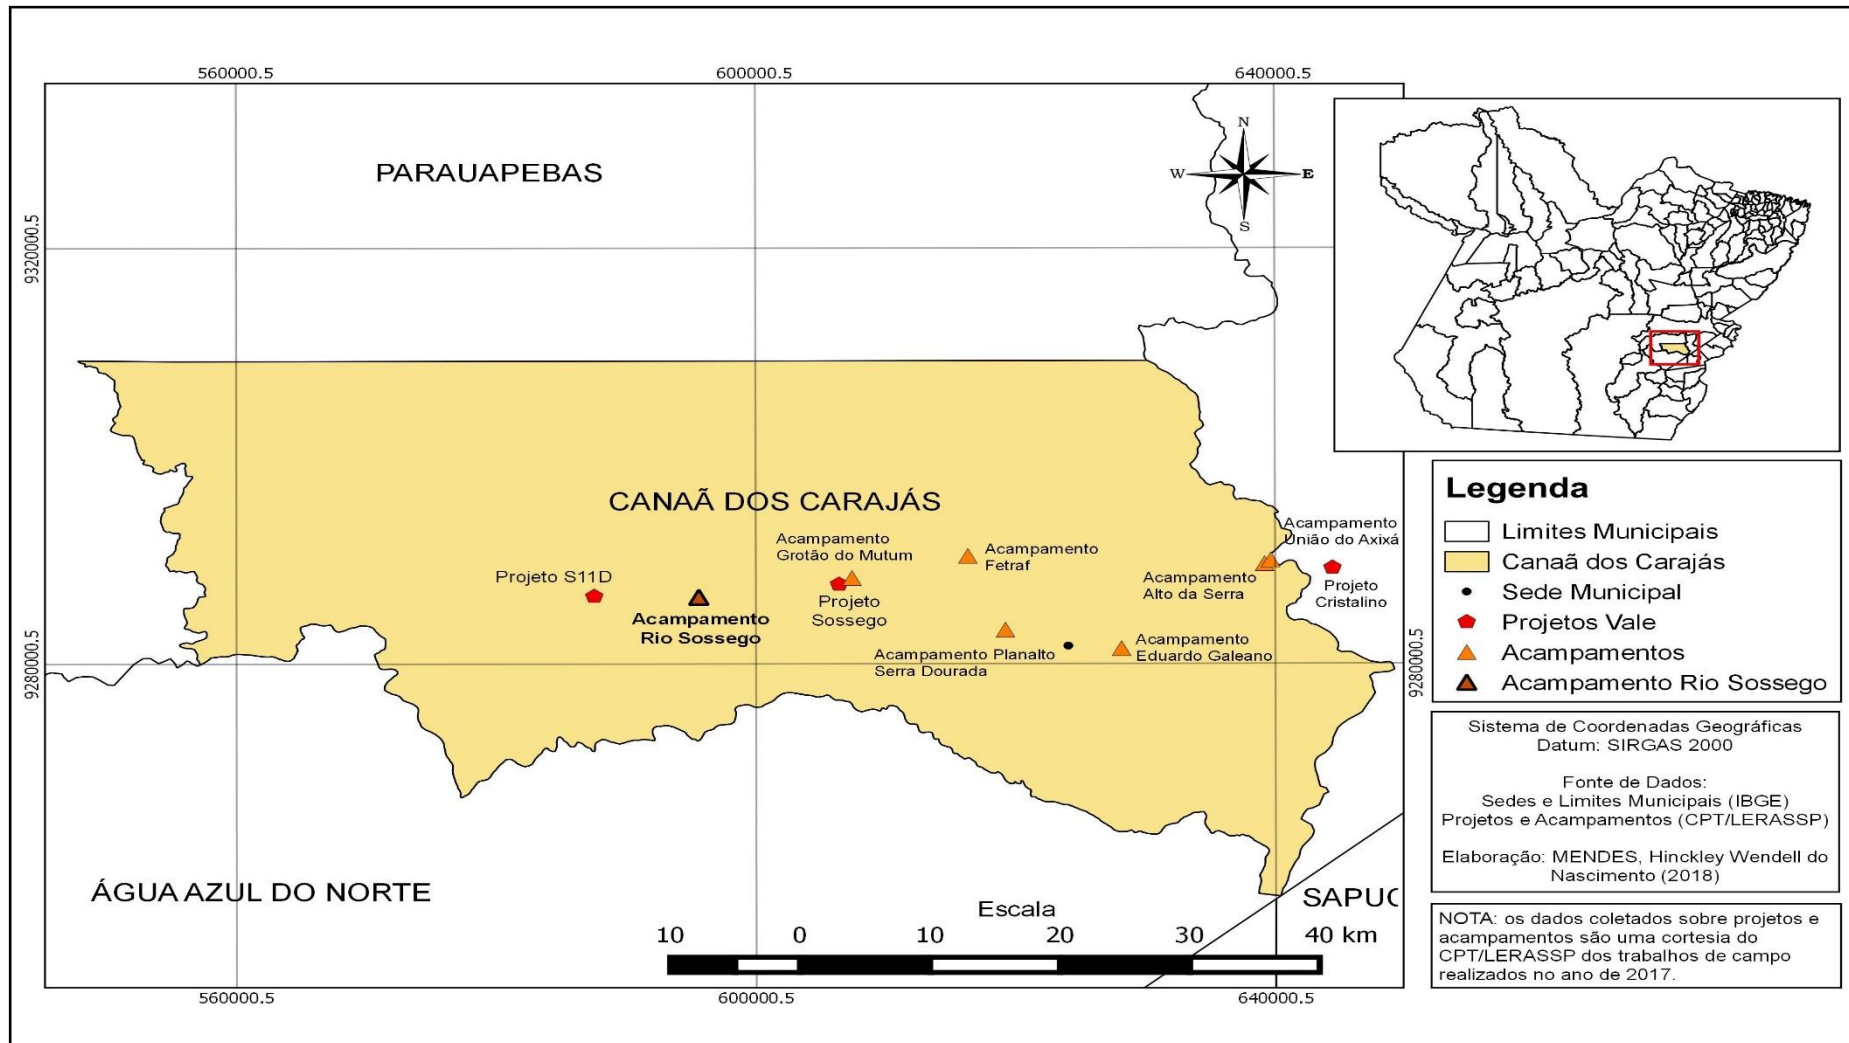 560000.5
600000.5
640000.5
PARAUAPEBAS
N
W
E
S
9320000.5
CANAÃ DOS CARAJÁS
Acampamento
União do Axixá
Acampamento
Grotão do Mutum
Acampamento
Fetraf
Projeto S11D
Acampamento
Alto da Serra
Projeto
Cristalino
Projeto
Sossego
Acampamento
Rio Sossego
Acampamento
Eduardo Galeano
Acampamento Planalto
Serra Dourada
9280000.5
9280000.5
ÁGUA AZUL DO NORTE
SAPUC
Escala
10 0 10 20 30 40 km
560000.5
600000.5
640000.5
Legenda
Limites Municipais
Canaã dos Carajás
Sede Municipal
Projetos Vale
Acampamentos
Acampamento Rio Sossego
Sistema de Coordenadas Geográficas
Datum: SIRGAS 2000
Fonte de Dados:
Sedes e Limites Municipais (IBGE)
Projetos e Acampamentos (CPT/LERASSP)
Elaboração: MENDES, Hinckley Wendell do
Nascimento (2018)
NOTA: os dados coletados sobre projetos e
acampamentos são uma cortesia do
CPT/LERASSP dos trabalhos de campo
realizados no ano de 2017.